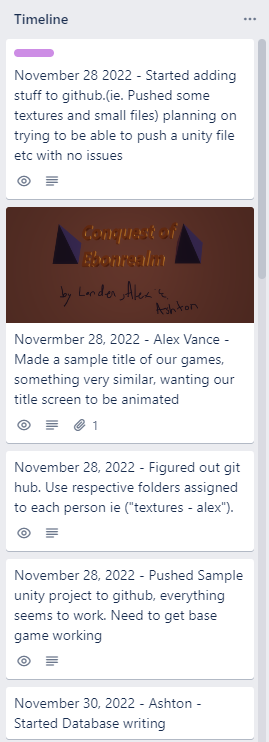 Timeline
November 28 2022 - Started adding
stuff to github.(ie. Pushed some
textures and small files) planning on
trying to be able to push a unity file
etc with no issues
Conquest of
Ebonrealm
by Landen, Alex &
Ashton
Novermber 28, 2022 - Alex Vance -
Made a sample title of our games,
something very similar, wanting our
title screen to be animated
1
November 28, 2022 - Figured out git
hub. Use respective folders assigned
to each person ie ("textures - alex").
November 28, 2022 - Pushed Sample
unity project to github, everything
seems to work. Need to get base
game working
November 30, 2022 - Ashton -
Started Database writing